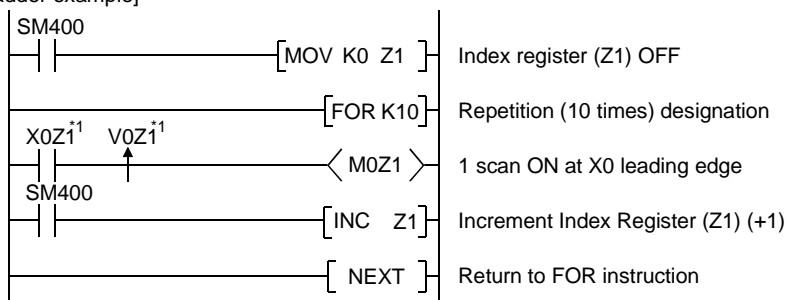 adder example]
SM400
MOV K0 Z1 Index register (Z1) OFF
FOR K10 Repetition (10 times) designation
X0Z1*1 V0Z1*1
M0Z1 1 scan ON at X0 leading edge
SM400
INC Z1 Increment Index Register (Z1) (+1)
NEXT Return to FOR instruction